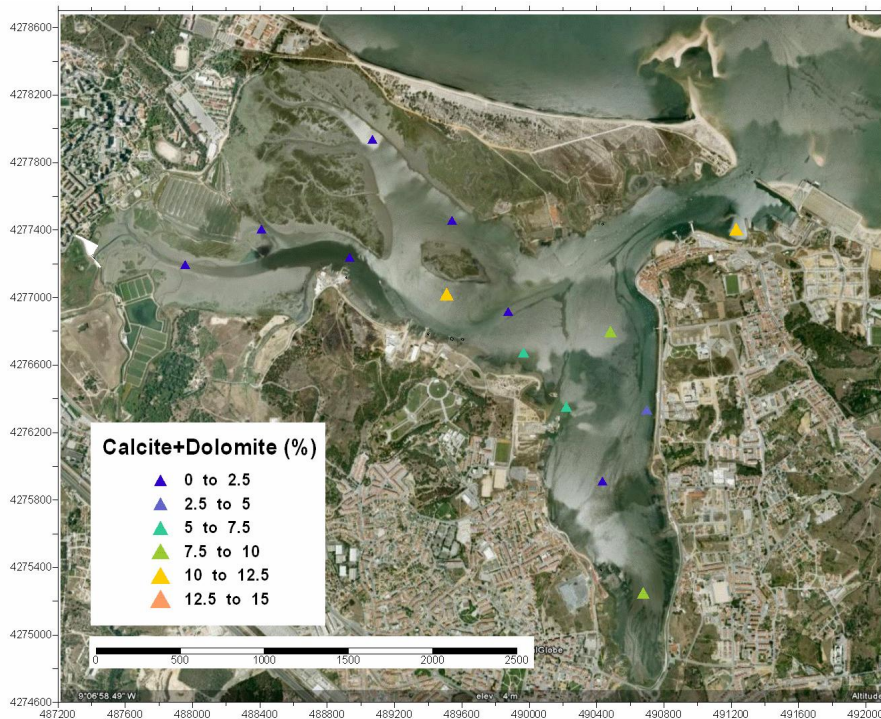 4278600
4278200
4277800
4277400
4277000
4276600
4276200
4275800
4275400
4275000
4274600
Calcite+Dolomite (%)
0 to 2.5
2.5 to 5
5 to 7.5
7.5 to 10
10 to 12.5
12.5 to 15
0 500 1000 1500 2000 2500
lGlobe
9°06'58.49" W elev 4 m Altitude
487200 487600 488000 488400 488800 489200 489600 490000 490400 490800 491200 491600 492000